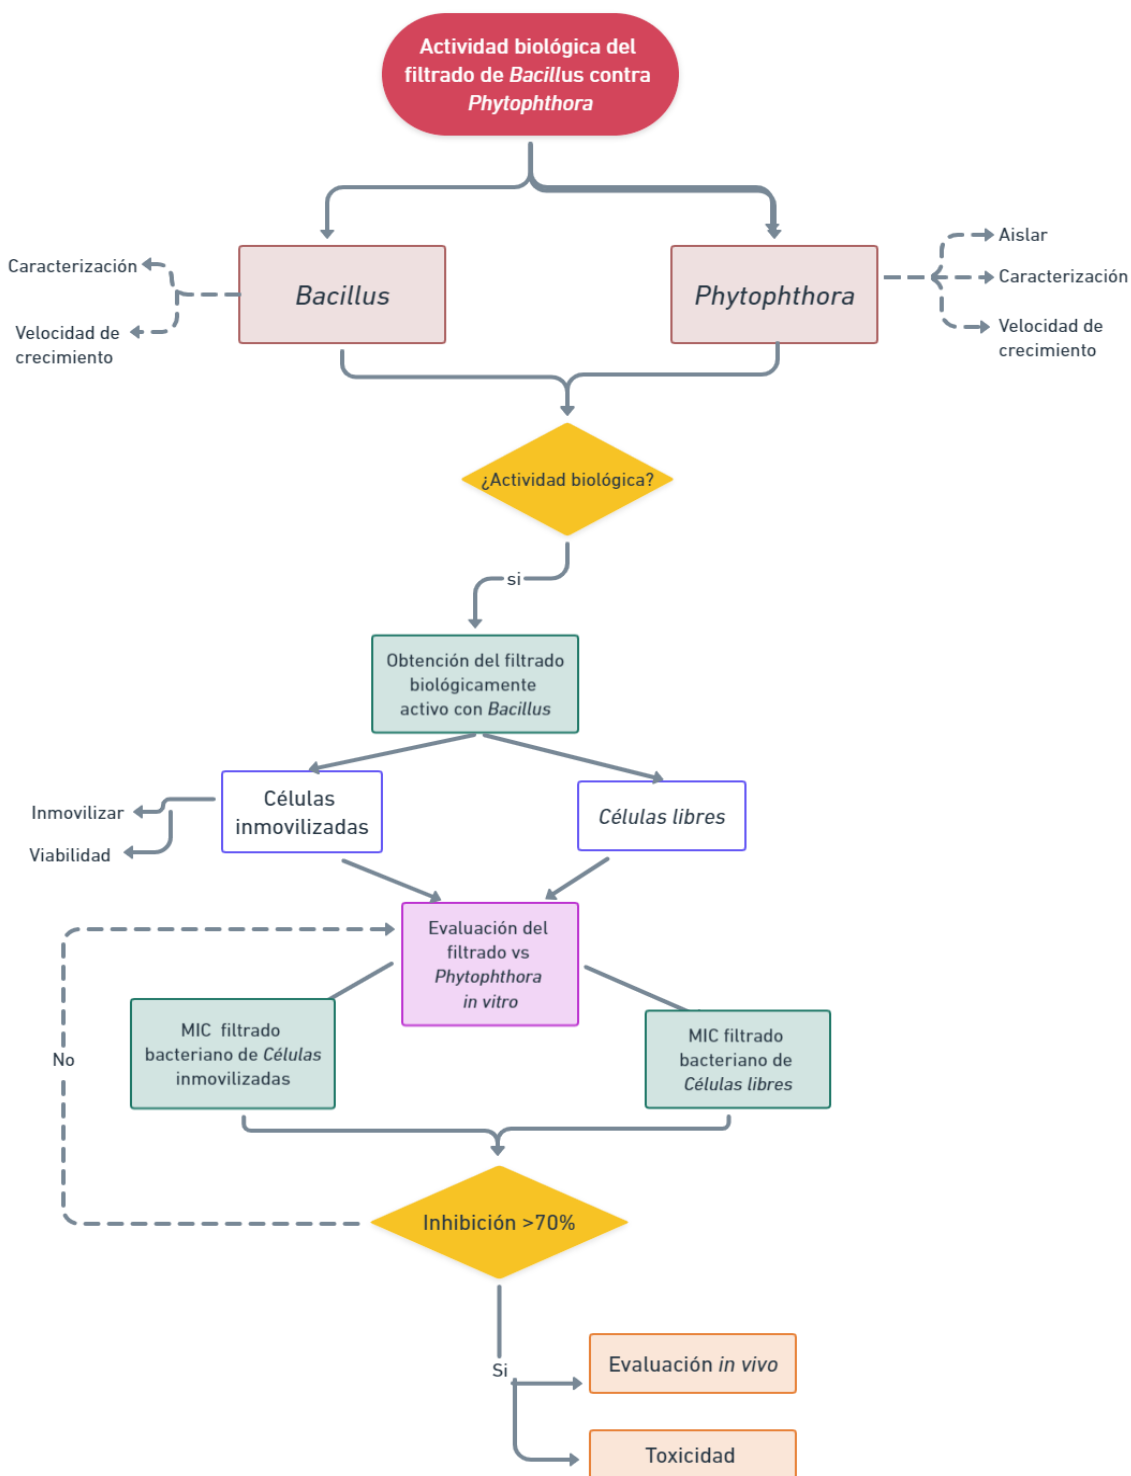 Actividad biológica del
filtrado de Bacillus contra
Phytophthora
Caracterización
Velocidad de
crecimiento
Bacillus
Phytophthora
Aislar
Caracterización
Velocidad de
crecimiento
¿Actividad biológica?
si
Obtención del filtrado
biológicamente
activo con Bacillus
Células
inmovilizadas
Células libres
Inmovilizar
Viabilidad
Evaluación del
filtrado vs
Phytophthora
in vitro
MIC filtrado
bacteriano de Células
inmovilizadas
MIC filtrado
bacteriano de
Células libres
No
Inhibición >70%
Si
Evaluación in vivo
Toxicidad